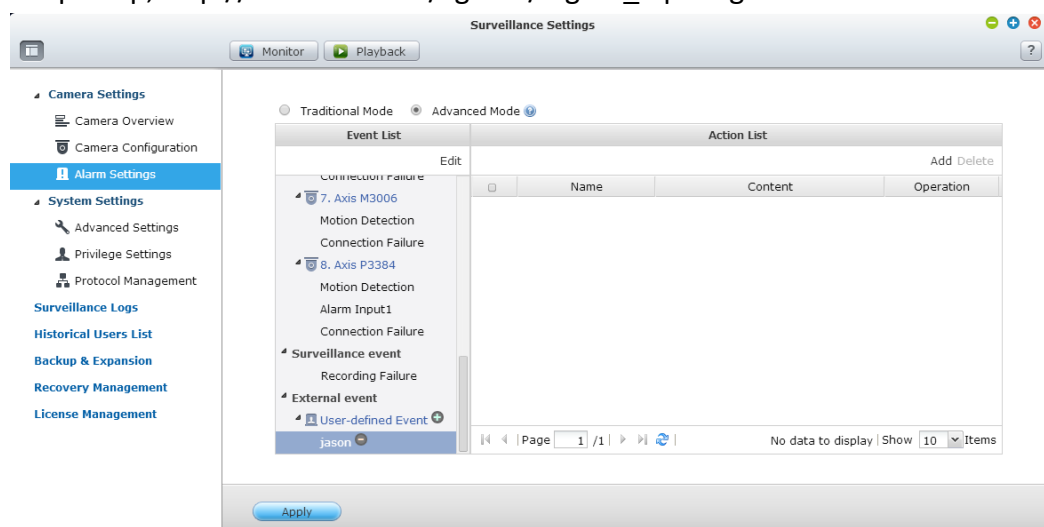 Surveillance Settings
Monitor Playback ?
Camera Settings
Camera Overview
Camera Configuration
Alarm Settings
System Settings
Advanced Settings
Privilege Settings
Protocol Management
Surveillance Logs
Historical Users List
Backup & Expansion
Recovery Management
License Management
Traditional Mode Advanced Mode ?
Event List Action List
Edit Add Delete
Name Content Operation
Connection Failure
7. Axis M3006
Motion Detection
Connection Failure
8. Axis P3384
Motion Detection
Alarm Input1
Connection Failure
Surveillance event
Recording Failure
External event
User-defined Event
jason
Page 1 /1 No data to display Show 10 Items
Apply